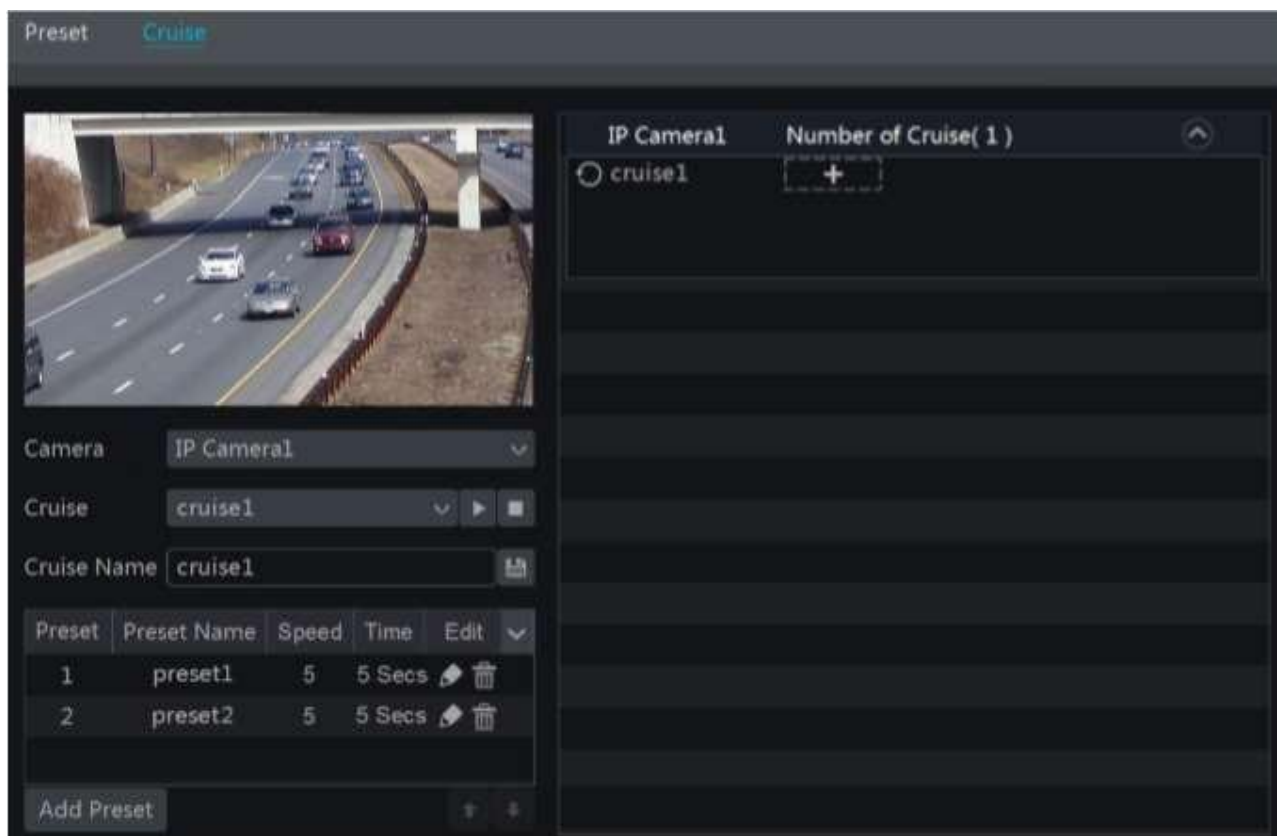 Preset Cruise
IP Camera1 Number of Cruise( 1 )
cruise1 +
Camera IP Camera1
Cruise cruise1
Cruise Name cruise1
Preset Preset Name Speed Time Edit
1 preset1 5 5 Secs
2 preset2 5 5 Secs
Add Preset